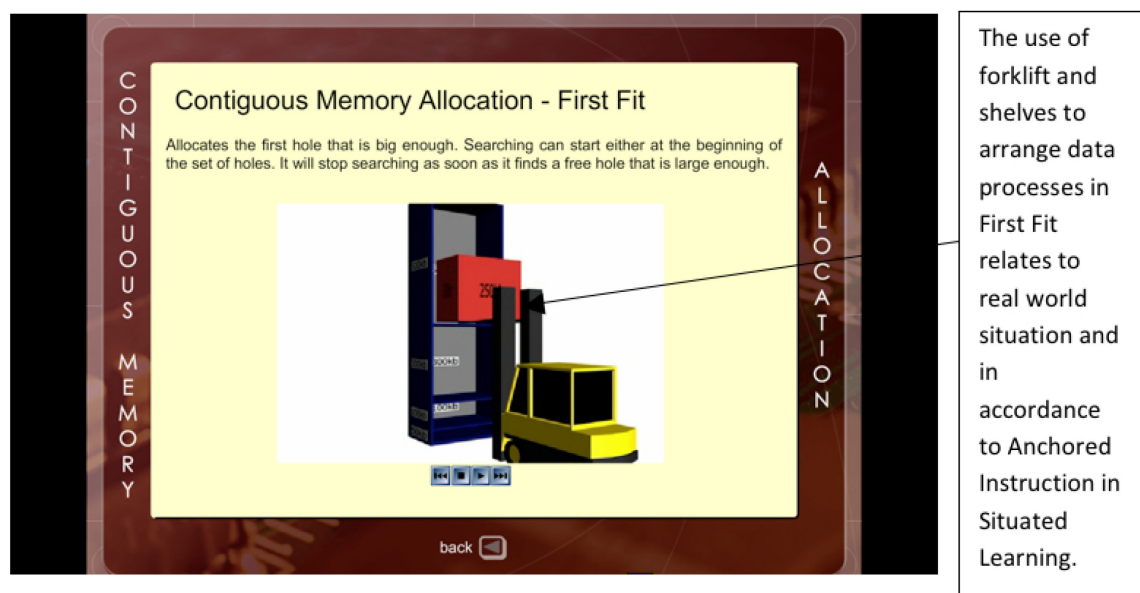 CONTIGUOUS MEMORY
Contiguous Memory Allocation - First Fit
Allocates the first hole that is big enough. Searching can start either at the beginning of
the set of holes. It will stop searching as soon as it finds a free hole that is large enough.
ALLOCATION
back
The use of
forklift and
shelves to
arrange data
processes in
First Fit
relates to
real world
situation and
in
accordance
to Anchored
Instruction in
Situated
Learning.